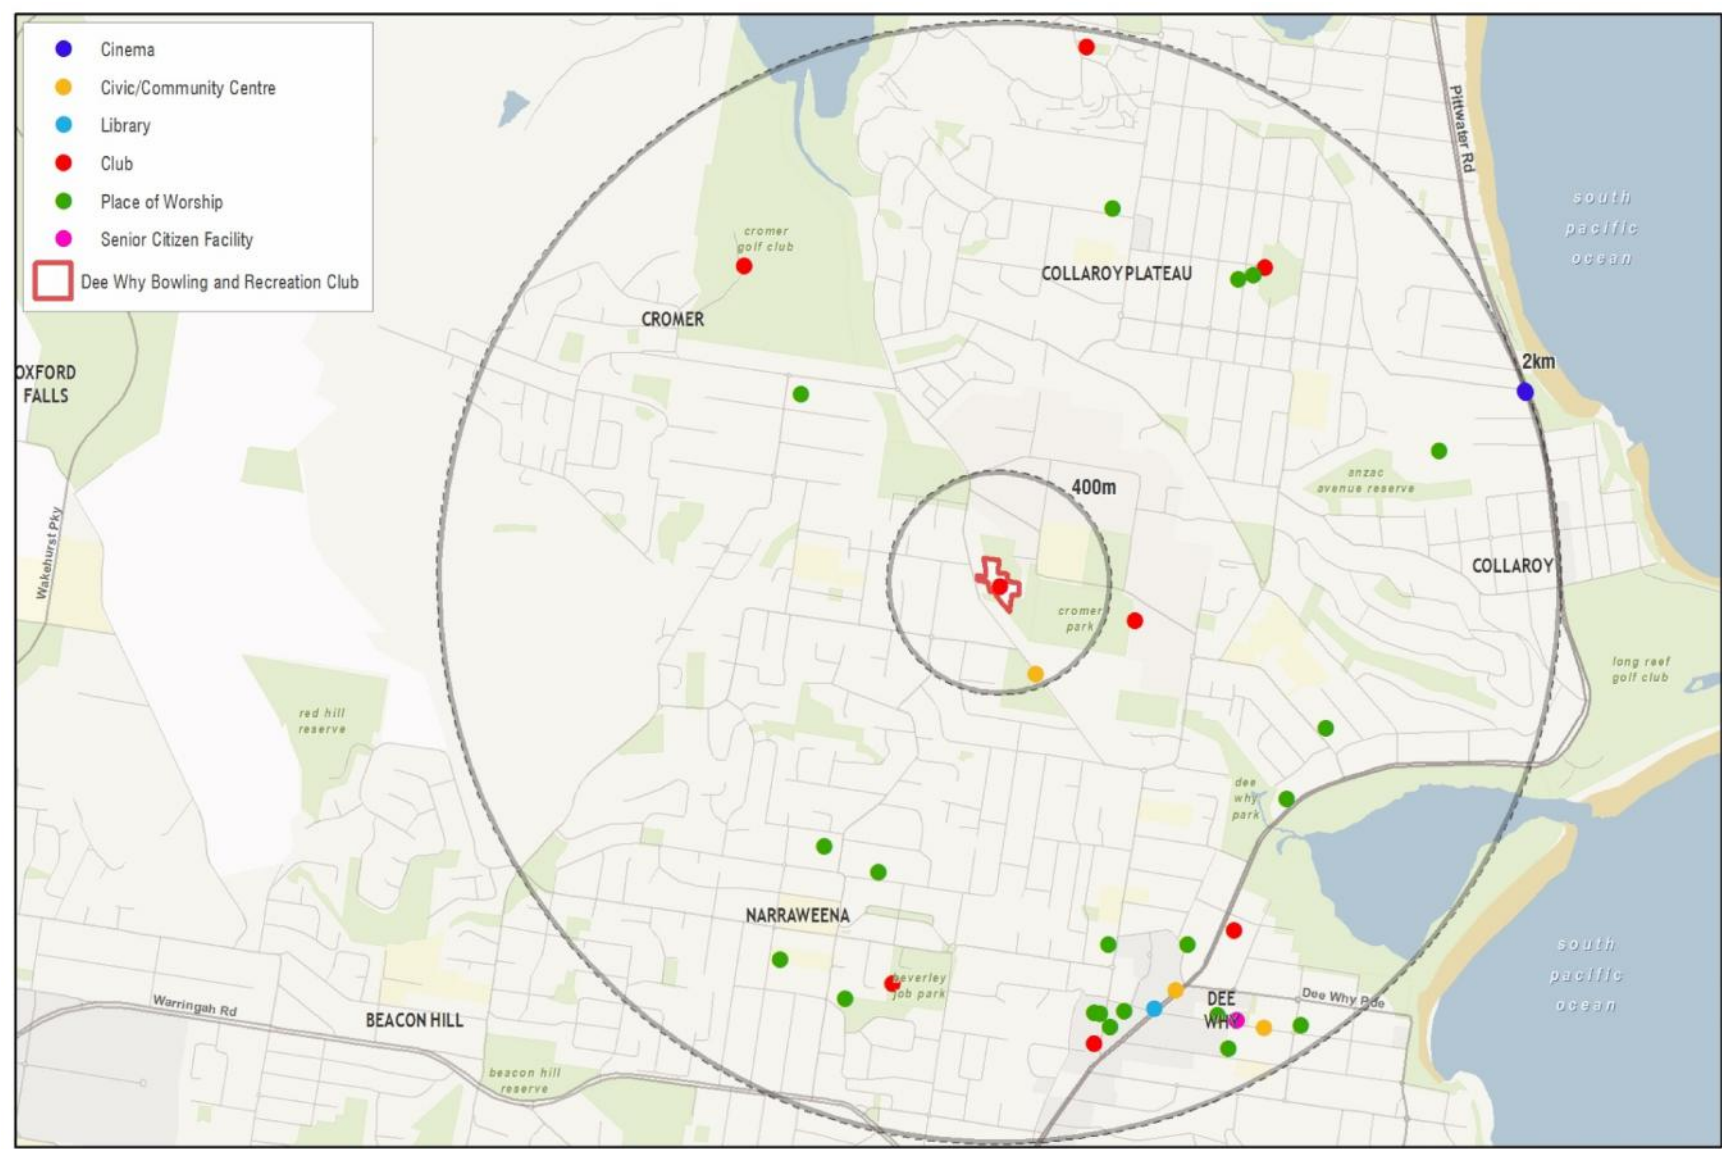 Cinema
Civic/Community Centre
Library
Club
Place of Worship
Senior Citizen Facility
Dee Why Bowling and Recreation Club
Pittwater Rd
south
pacific
ocean
cromer
golf club
COLLAROY PLATEAU
CROMER
2km
OXFORD
FALLS
anzac
avenue reserve
400m
Wakehurst Pky
COLLAROY
cromer
park
long reef
golf club
red hill
reserve
dee
why
park
NARRAWEENA
south
pacific
ocean
beverley
job park
Warringah Rd
BEACON HILL
DEE
WHY
Dee Why Pde
beacon hill
reserve